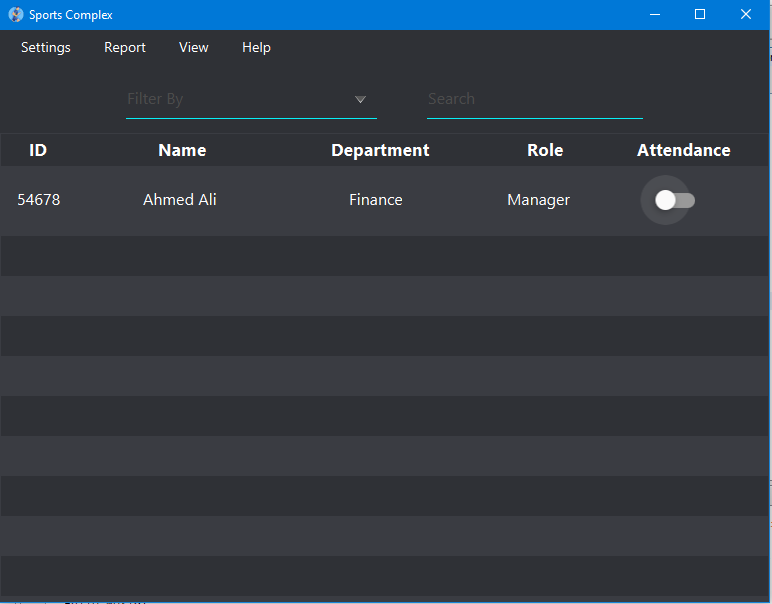 Sports Complex
Settings Report View Help
Filter By Search
ID Name Department Role Attendance
54678 Ahmed Ali Finance Manager